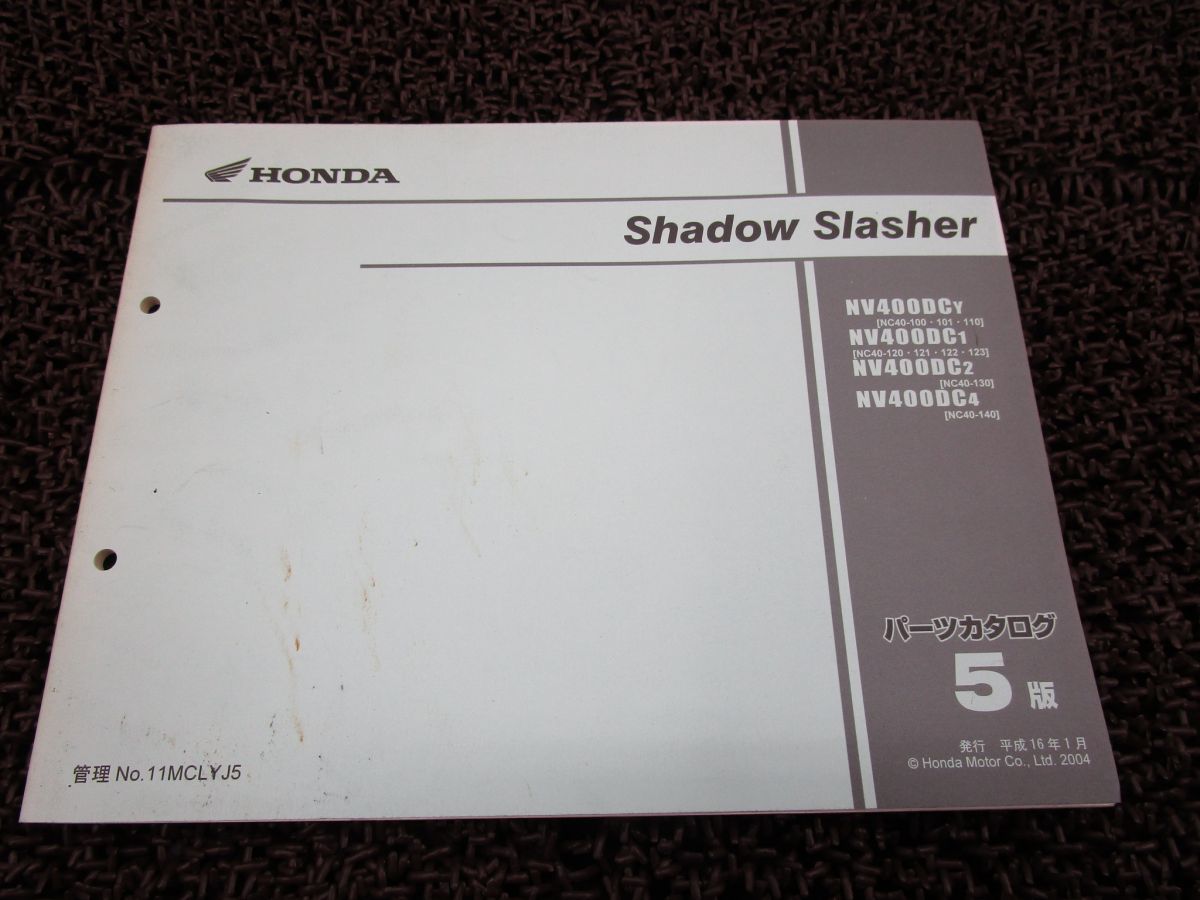 HONDA
Shadow Slasher
NV400DCY
[NC40-100・101・110]
NV400DC1
[NC40-120・121・122・123]
NV400DC2
[NC40-130]
NV400DC4
[NC40-140]
パーツカタログ
5版
発行 平成16年1月
© Honda Motor Co., Ltd. 2004
管理 No.11MCLYJ5